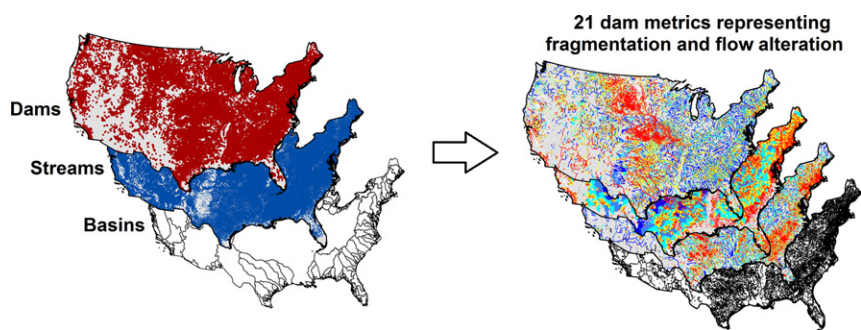 21 dam metrics representing
fragmentation and flow alteration
Dams
Streams
Basins